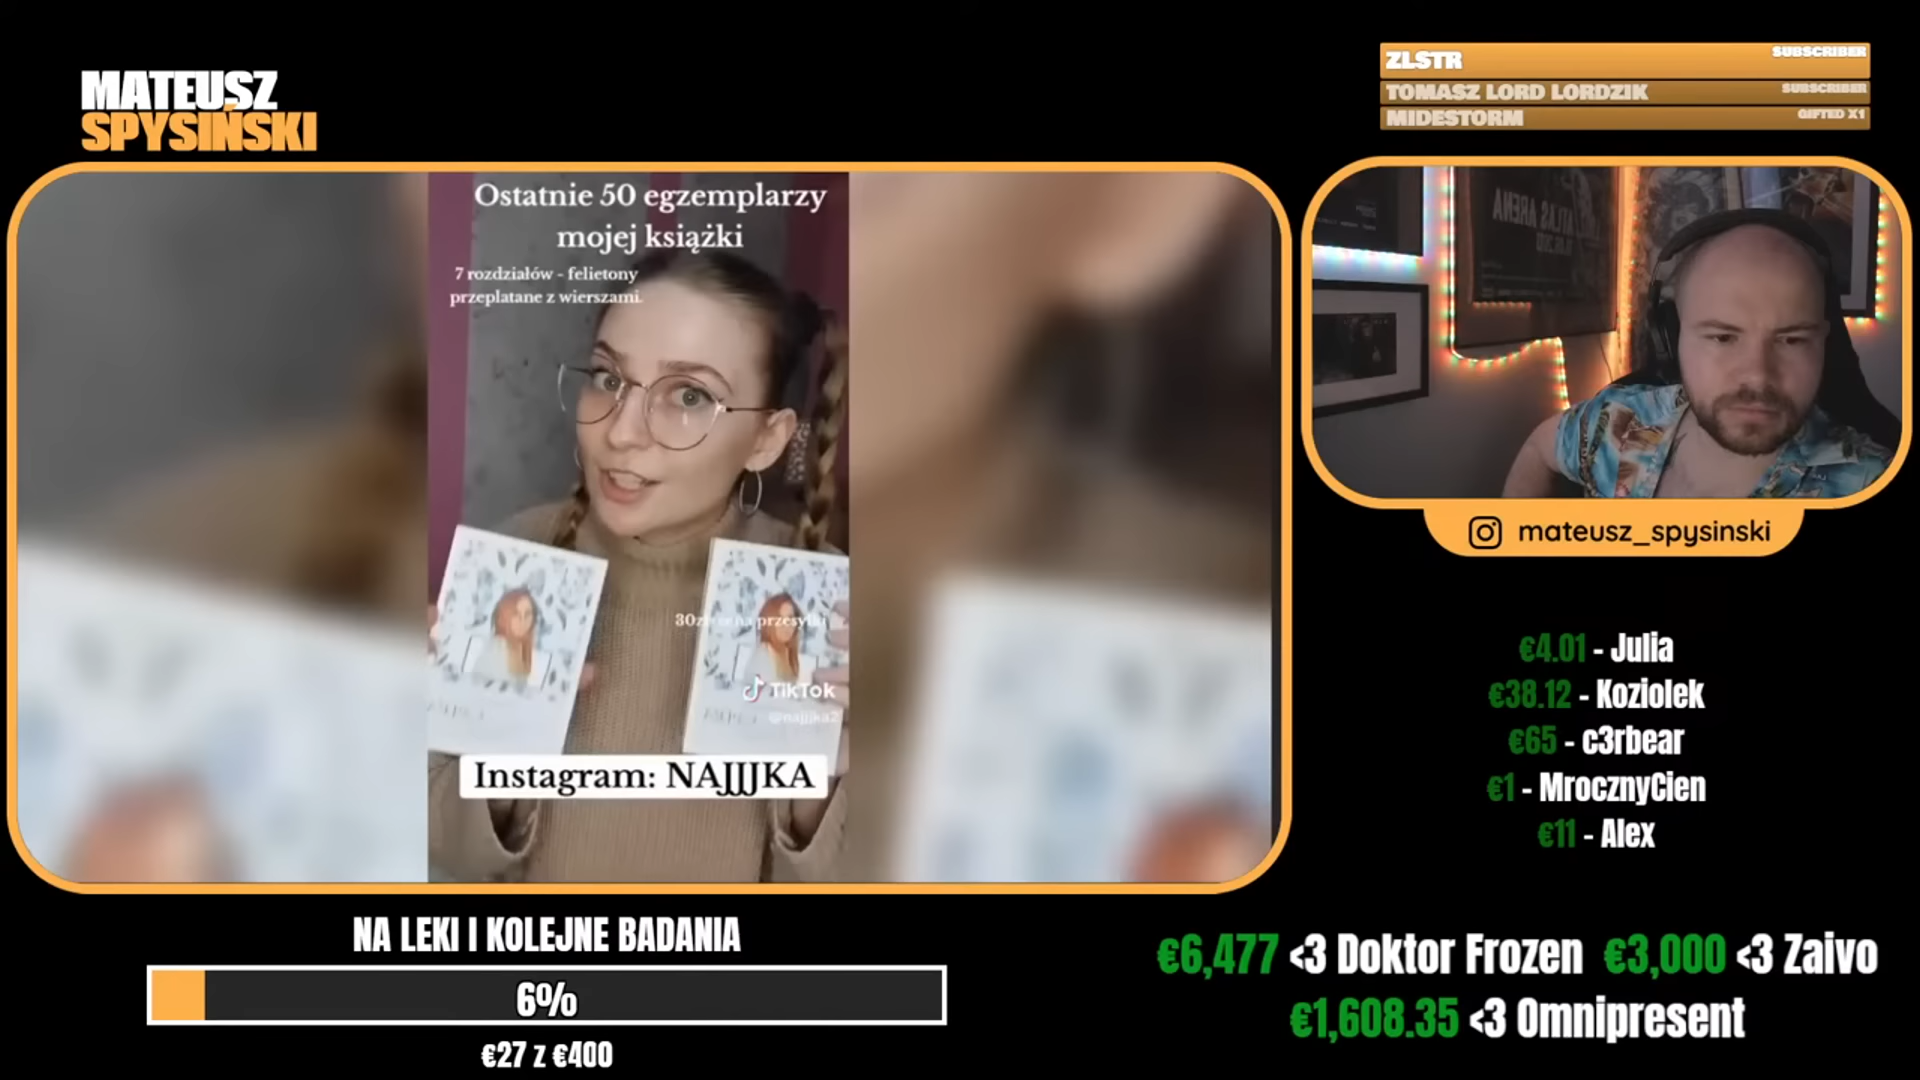 MATEUSZ
SPYSIŃSKI
ZLSTR SUBSCRIBER
TOMASZ LORD LORDZIK SUBSCRIBER
MIDESTORM GIFTED X1
Ostatnie 50 egzemplarzy
mojej książki
7 rozdziałów - felietony
przeplatane z wierszami.
ATLAS ARENA
TikTok
@najjjka2
Instagram: NAJJJKA
mateusz_spysinski
€4.01 - Julia
€38.12 - Koziolek
€65 - c3rbear
€1 - MrocznyCien
€11 - Alex
NA LEKI I KOLEJNE BADANIA
6%
€27 z €400
€6,477 <3 Doktor Frozen €3,000 <3 Zaivo
€1,608.35 <3 Omnipresent